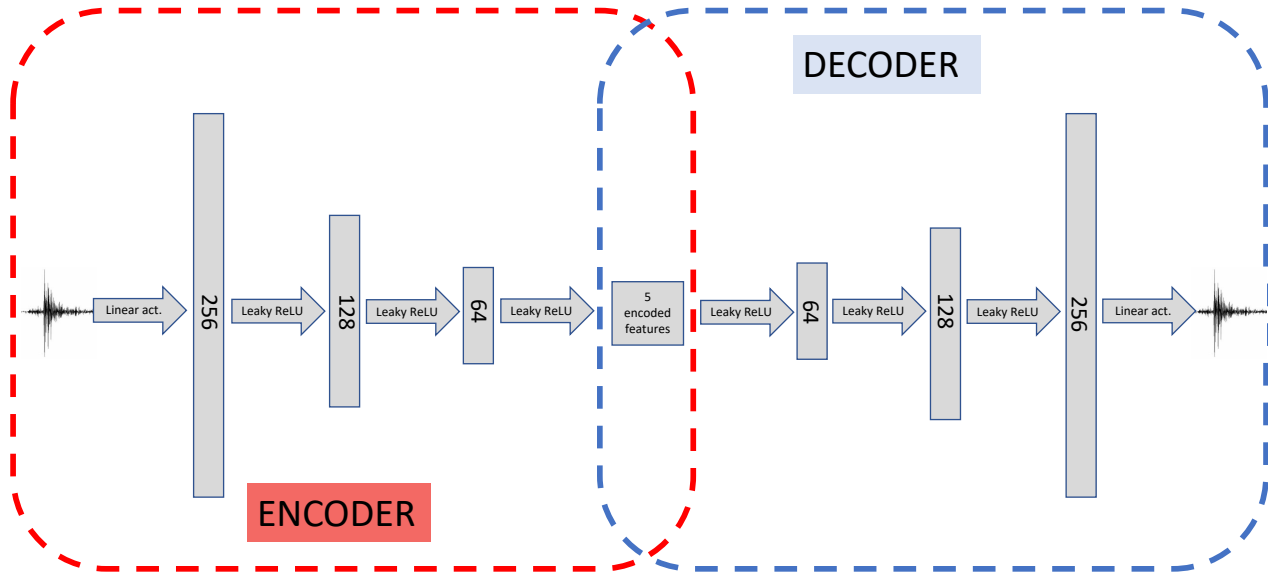 DECODER
Linear act.
256
Leaky ReLU
128
Leaky ReLU
64
Leaky ReLU
5
encoded
features
Leaky ReLU
64
Leaky ReLU
128
Leaky ReLU
256
Linear act.
ENCODER